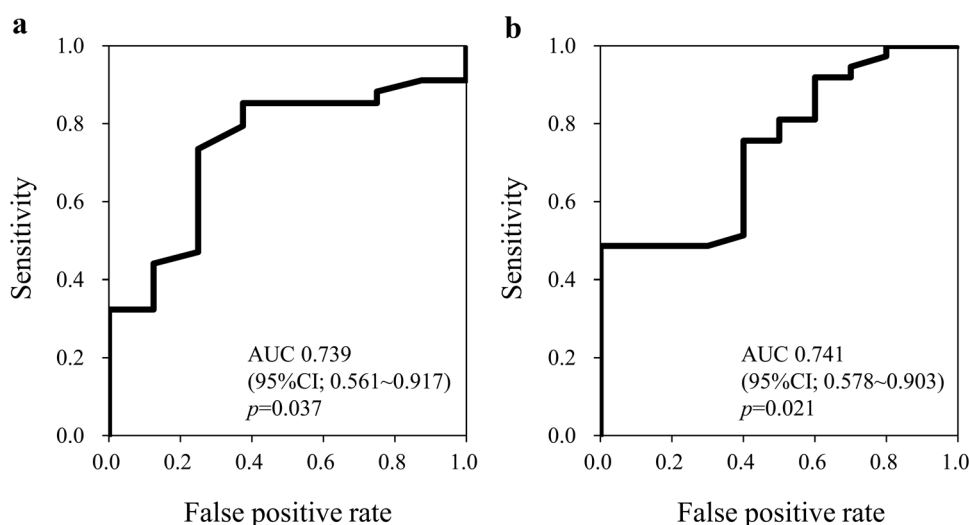 a
1.0
0.8
0.6
0.4
0.2
0.0
Sensitivity
AUC 0.739
(95%CI; 0.561~0.917)
p=0.037
0.0 0.2 0.4 0.6 0.8 1.0
False positive rate
b
1.0
0.8
0.6
0.4
0.2
0.0
Sensitivity
AUC 0.741
(95%CI; 0.578~0.903)
p=0.021
0.0 0.2 0.4 0.6 0.8 1.0
False positive rate